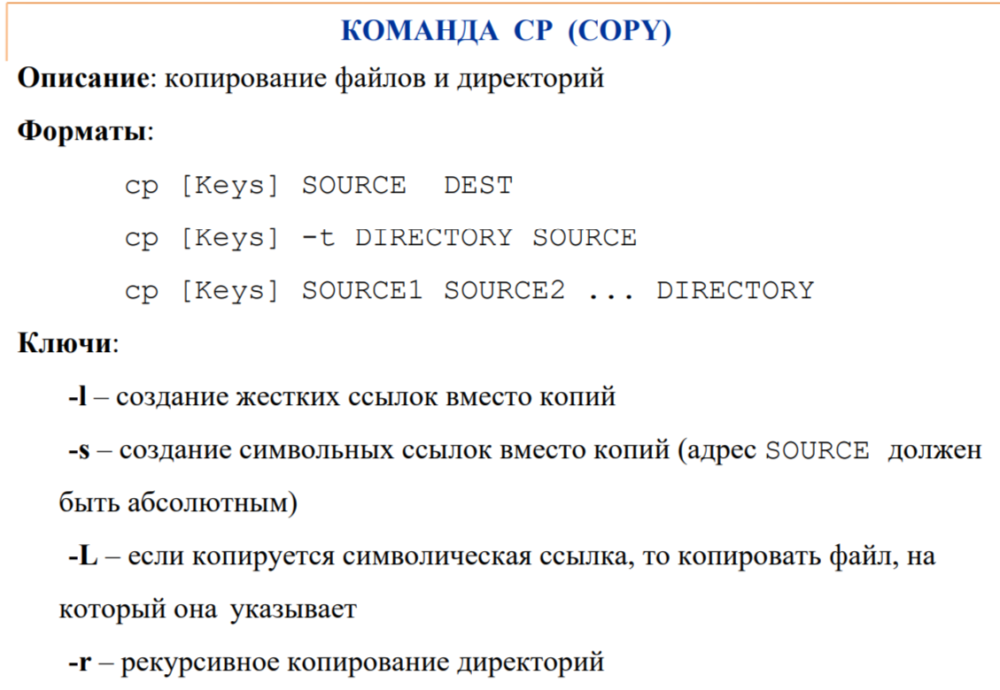 КОМАНДА CP (COPY)
Описание: копирование файлов и директорий
Форматы:
cp [Keys] SOURCE DEST
cp [Keys] -t DIRECTORY SOURCE
cp [Keys] SOURCE1 SOURCE2 ... DIRECTORY
Ключи:
-l – создание жестких ссылок вместо копий
-s – создание символьных ссылок вместо копий (адрес SOURCE должен
быть абсолютным)
-L – если копируется символическая ссылка, то копировать файл, на
который она указывает
-r – рекурсивное копирование директорий